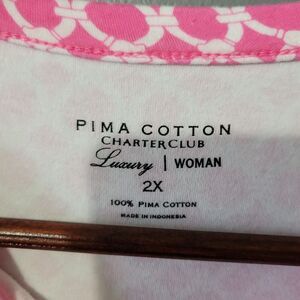 PIMA COTTON
CHARTER CLUB
Luxury | WOMAN
2X
100% PIMA COTTON
MADE IN INDONESIA